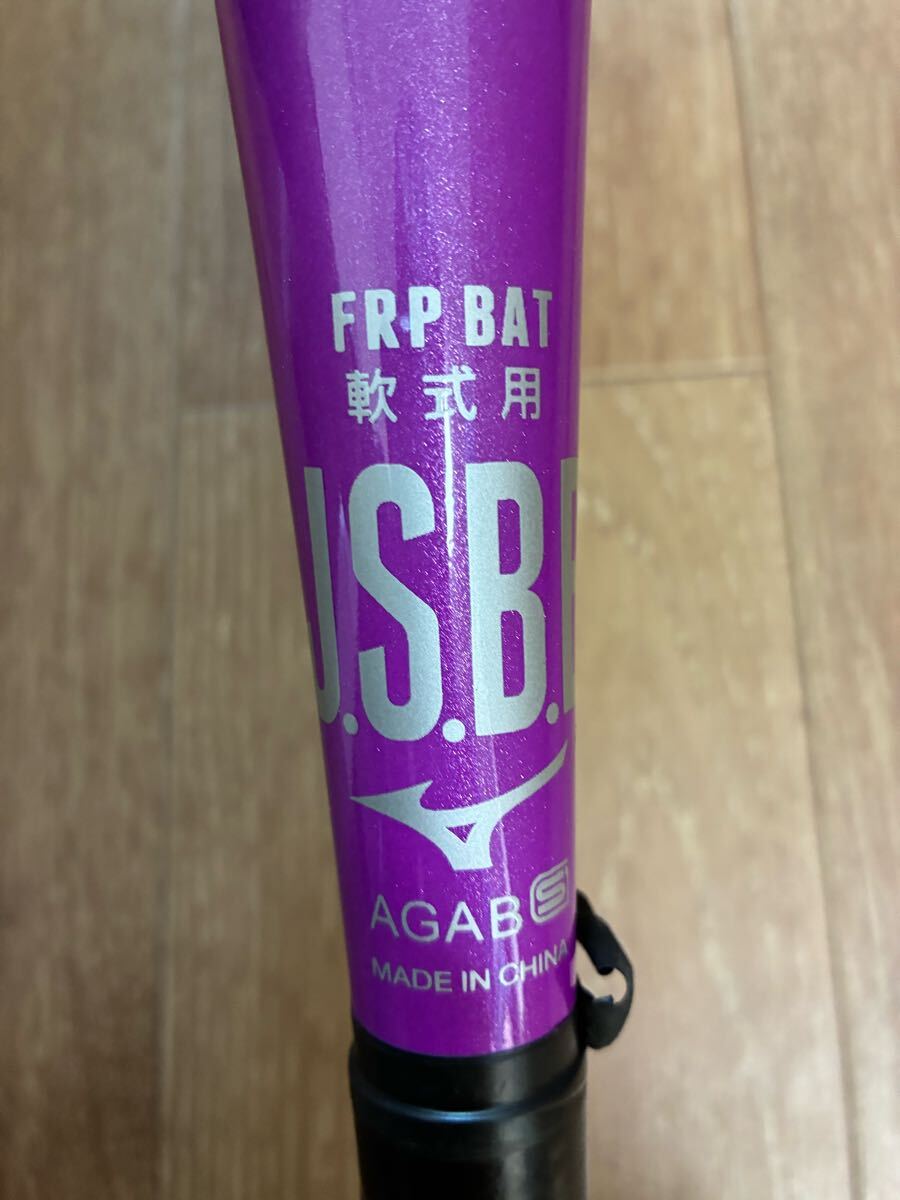 FRP BAT
軟式用
J.S.B.B
AGAB S
MADE IN CHINA